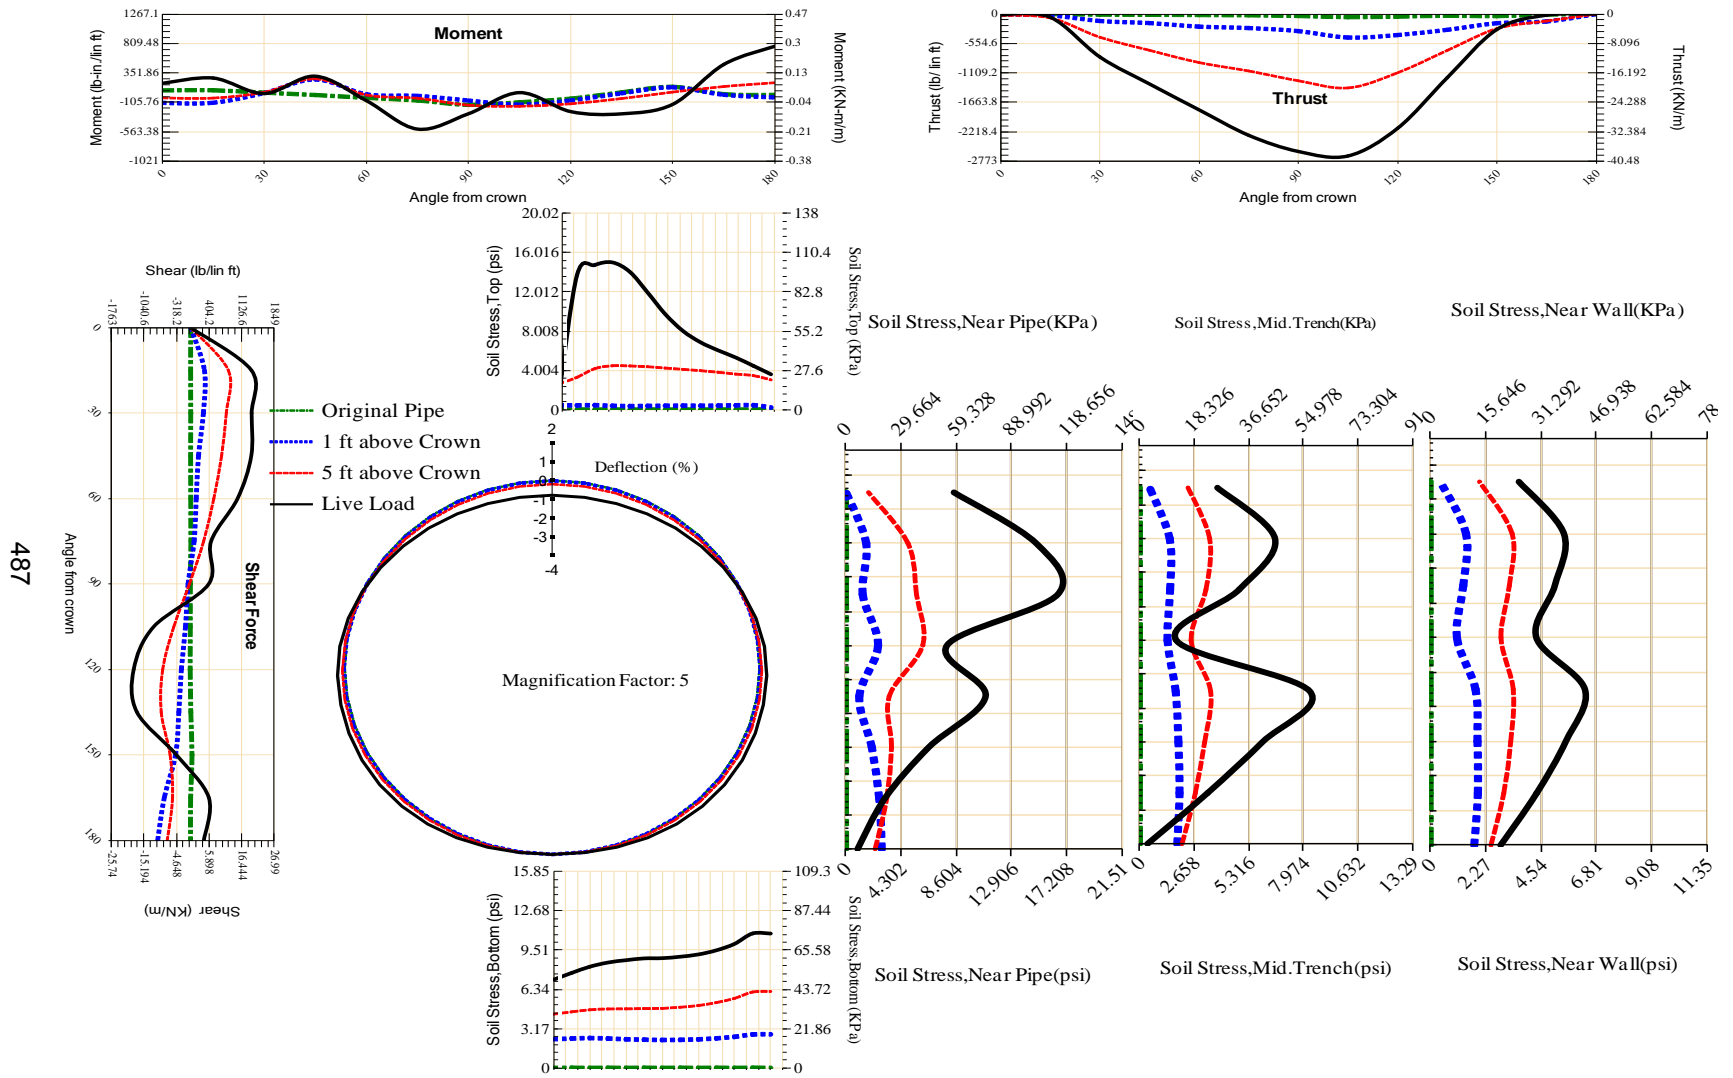 Moment (lb-in./lin ft)
1267.1
809.48
351.86
-105.76
-563.38
-1021
Moment
0.47
0.3
0.13
-0.04
-0.21
-0.38
Moment (KN-m/m)
0 30 60 90 120 150 180
Angle from crown
Thrust (lb/ lin ft)
0
-554.6
-1109.2
-1663.8
-2218.4
-2773
Thrust
0
-8.096
-16.192
-24.288
-32.384
-40.48
Thrust (KN/m)
0 30 60 90 120 150 180
Angle from crown
Soil Stress,Top (psi)
20.02
16.016
12.012
8.008
4.004
0
138
110.4
82.8
55.2
27.6
0
Soil Stress,Top (KPa)
Shear (lb/lin ft)
-1763 -1040.6 -318.2 404.2 1126.6 1849
0
30
60
90
120
150
180
Angle from crown
Shear Force
-25.74 -15.194 -4.648 5.898 16.444 26.99
Shear (KN/m)
487
Original Pipe
1 ft above Crown
5 ft above Crown
Live Load
2
1
0
-1
-2
-3
-4
Deflection (%)
Magnification Factor: 5
Soil Stress,Bottom (psi)
15.85
12.68
9.51
6.34
3.17
0
109.3
87.44
65.58
43.72
21.86
0
Soil Stress,Bottom (KPa)
Soil Stress,Near Pipe(KPa)
0 29.664 59.328 88.992 118.656 14
0 4.302 8.604 12.906 17.208 21.51
Soil Stress,Near Pipe(psi)
Soil Stress,Mid.Trench(KPa)
0 18.326 36.652 54.978 73.304 91
0 2.658 5.316 7.974 10.632 13.29
Soil Stress,Mid.Trench(psi)
Soil Stress,Near Wall(KPa)
0 15.646 31.292 46.938 62.584 78
0 2.27 4.54 6.81 9.08 11.35
Soil Stress,Near Wall(psi)